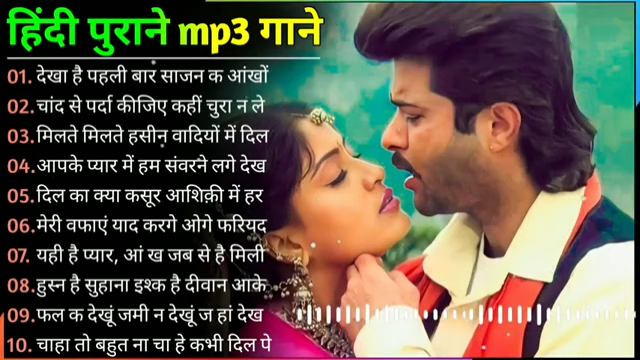 हिंदी पुराने mp3 गाने
01. देखा है पहली बार साजन क आंखों
02. चांद से पर्दा कीजिए कहीं चुरा न ले
03. मिलते मिलते हसीन वादियों में दिल
04. आपके प्यार में हम संवरने लगे देख
05. दिल का क्या कसूर आशिक़ी में हर
06. मेरी वफाएं याद करगे ओगे फरियद
07. यही है प्यार, आं ख जब से है मिली
08. हुस्न है सुहाना इश्क है दीवान आके
09. फल क देखूं जमी न देखूं ज हां देख
10. चाहा तो बहुत ना चा हे कभी दिल पे